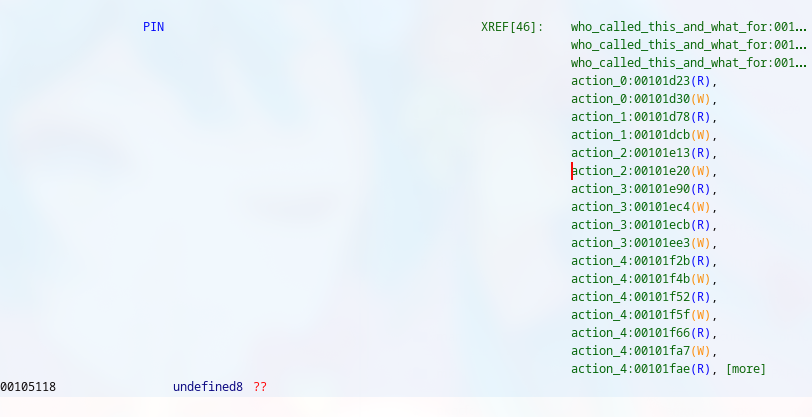 PIN XREF[46]: who_called_this_and_what_for:001...
who_called_this_and_what_for:001...
who_called_this_and_what_for:001...
action_0:00101d23(R),
action_0:00101d30(W),
action_1:00101d78(R),
action_1:00101dcb(W),
action_2:00101e13(R),
action_2:00101e20(W),
action_3:00101e90(R),
action_3:00101ec4(W),
action_3:00101ecb(R),
action_3:00101ee3(W),
action_4:00101f2b(R),
action_4:00101f4b(W),
action_4:00101f52(R),
action_4:00101f5f(W),
action_4:00101f66(R),
action_4:00101fa7(W),
action_4:00101fae(R), [more]
00105118 undefined8 ??